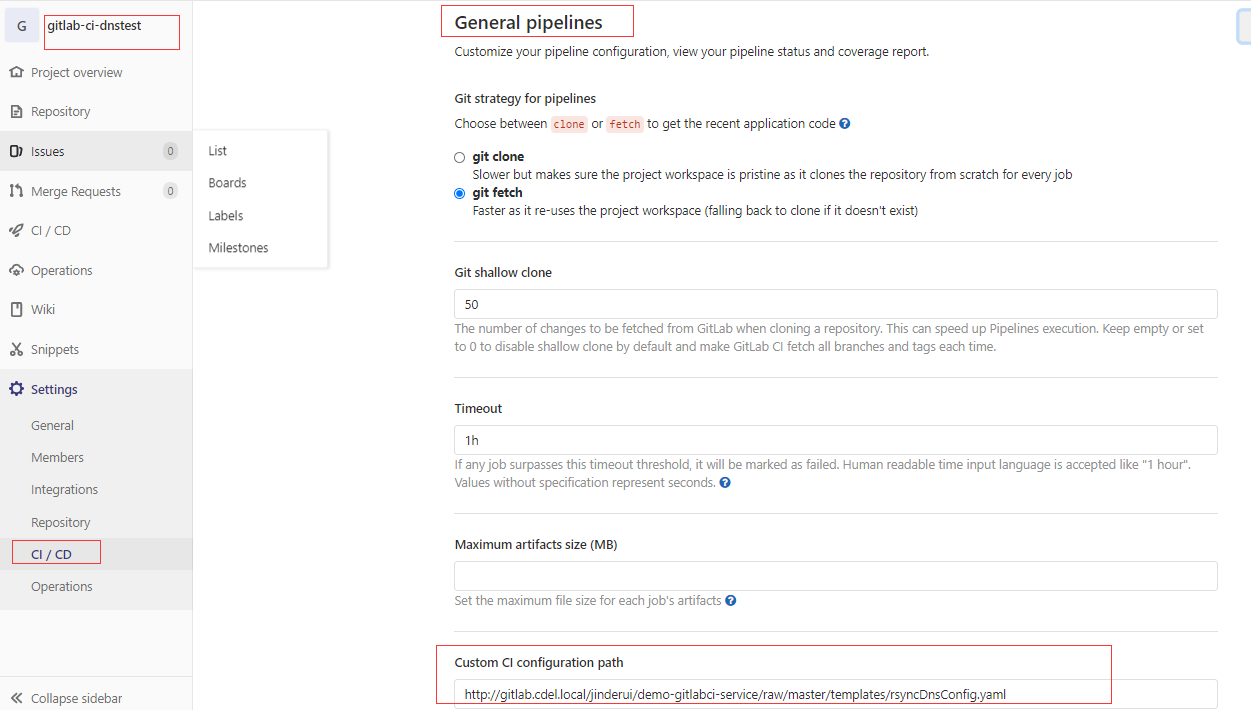 G
gitlab-ci-dnstest
Project overview
Repository
Issues 0
Merge Requests 0
CI / CD
Operations
Wiki
Snippets
Settings
General
Members
Integrations
Repository
CI / CD
Operations
Collapse sidebar
List
Boards
Labels
Milestones
General pipelines
Customize your pipeline configuration, view your pipeline status and coverage report.
Git strategy for pipelines
Choose between clone or fetch to get the recent application code ?
git clone
Slower but makes sure the project workspace is pristine as it clones the repository from scratch for every job
git fetch
Faster as it re-uses the project workspace (falling back to clone if it doesn't exist)
Git shallow clone
50
The number of changes to be fetched from GitLab when cloning a repository. This can speed up Pipelines execution. Keep empty or set
to 0 to disable shallow clone by default and make GitLab CI fetch all branches and tags each time.
Timeout
1h
If any job surpasses this timeout threshold, it will be marked as failed. Human readable time input language is accepted like "1 hour".
Values without specification represent seconds. ?
Maximum artifacts size (MB)
Set the maximum file size for each job's artifacts ?
Custom CI configuration path
http://gitlab.cdel.local/jinderui/demo-gitlabci-service/raw/master/templates/rsyncDnsConfig.yaml